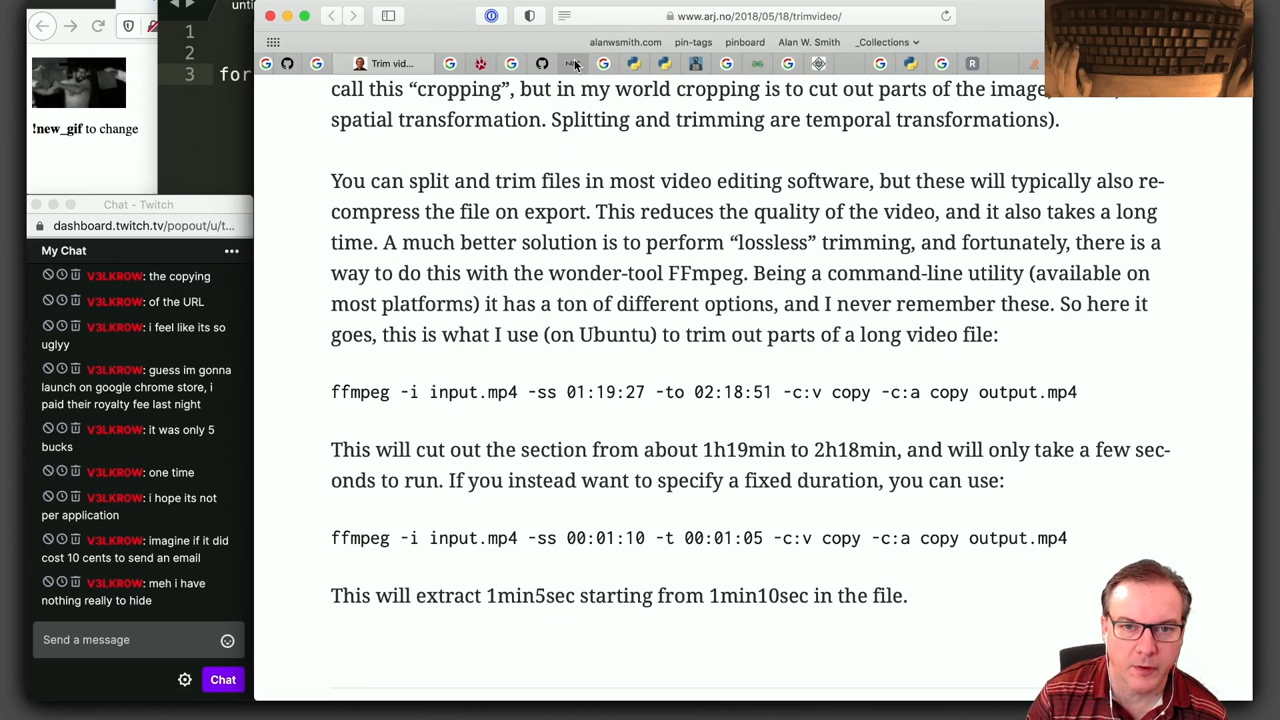 unti
1
2
3
for
!new_gif to change
www.arj.no/2018/05/18/trimvideo/
alanwsmith.com
pin-tags
pinboard
Alan W. Smith
_Collections
Trim vid...
call this “cropping”, but in my world cropping is to cut out parts of the image,
spatial transformation. Splitting and trimming are temporal transformations).
You can split and trim files in most video editing software, but these will typically also re-
compress the file on export. This reduces the quality of the video, and it also takes a long
time. A much better solution is to perform “lossless” trimming, and fortunately, there is a
way to do this with the wonder-tool FFmpeg. Being a command-line utility (available on
most platforms) it has a ton of different options, and I never remember these. So here it
goes, this is what I use (on Ubuntu) to trim out parts of a long video file:
ffmpeg -i input.mp4 -ss 01:19:27 -to 02:18:51 -c:v copy -c:a copy output.mp4
This will cut out the section from about 1h19min to 2h18min, and will only take a few sec-
onds to run. If you instead want to specify a fixed duration, you can use:
ffmpeg -i input.mp4 -ss 00:01:10 -t 00:01:05 -c:v copy -c:a copy output.mp4
This will extract 1min5sec starting from 1min10sec in the file.
Chat - Twitch
dashboard.twitch.tv/popout/u/t
My Chat
V3LKR0W: the copying
V3LKR0W: of the URL
V3LKR0W: i feel like its so
uglyy
V3LKR0W: guess im gonna
launch on google chrome store, i
paid their royalty fee last night
V3LKR0W: it was only 5
bucks
V3LKR0W: one time
V3LKR0W: i hope its not
per application
V3LKR0W: imagine if it did
cost 10 cents to send an email
V3LKR0W: meh i have
nothing really to hide
Send a message
Chat